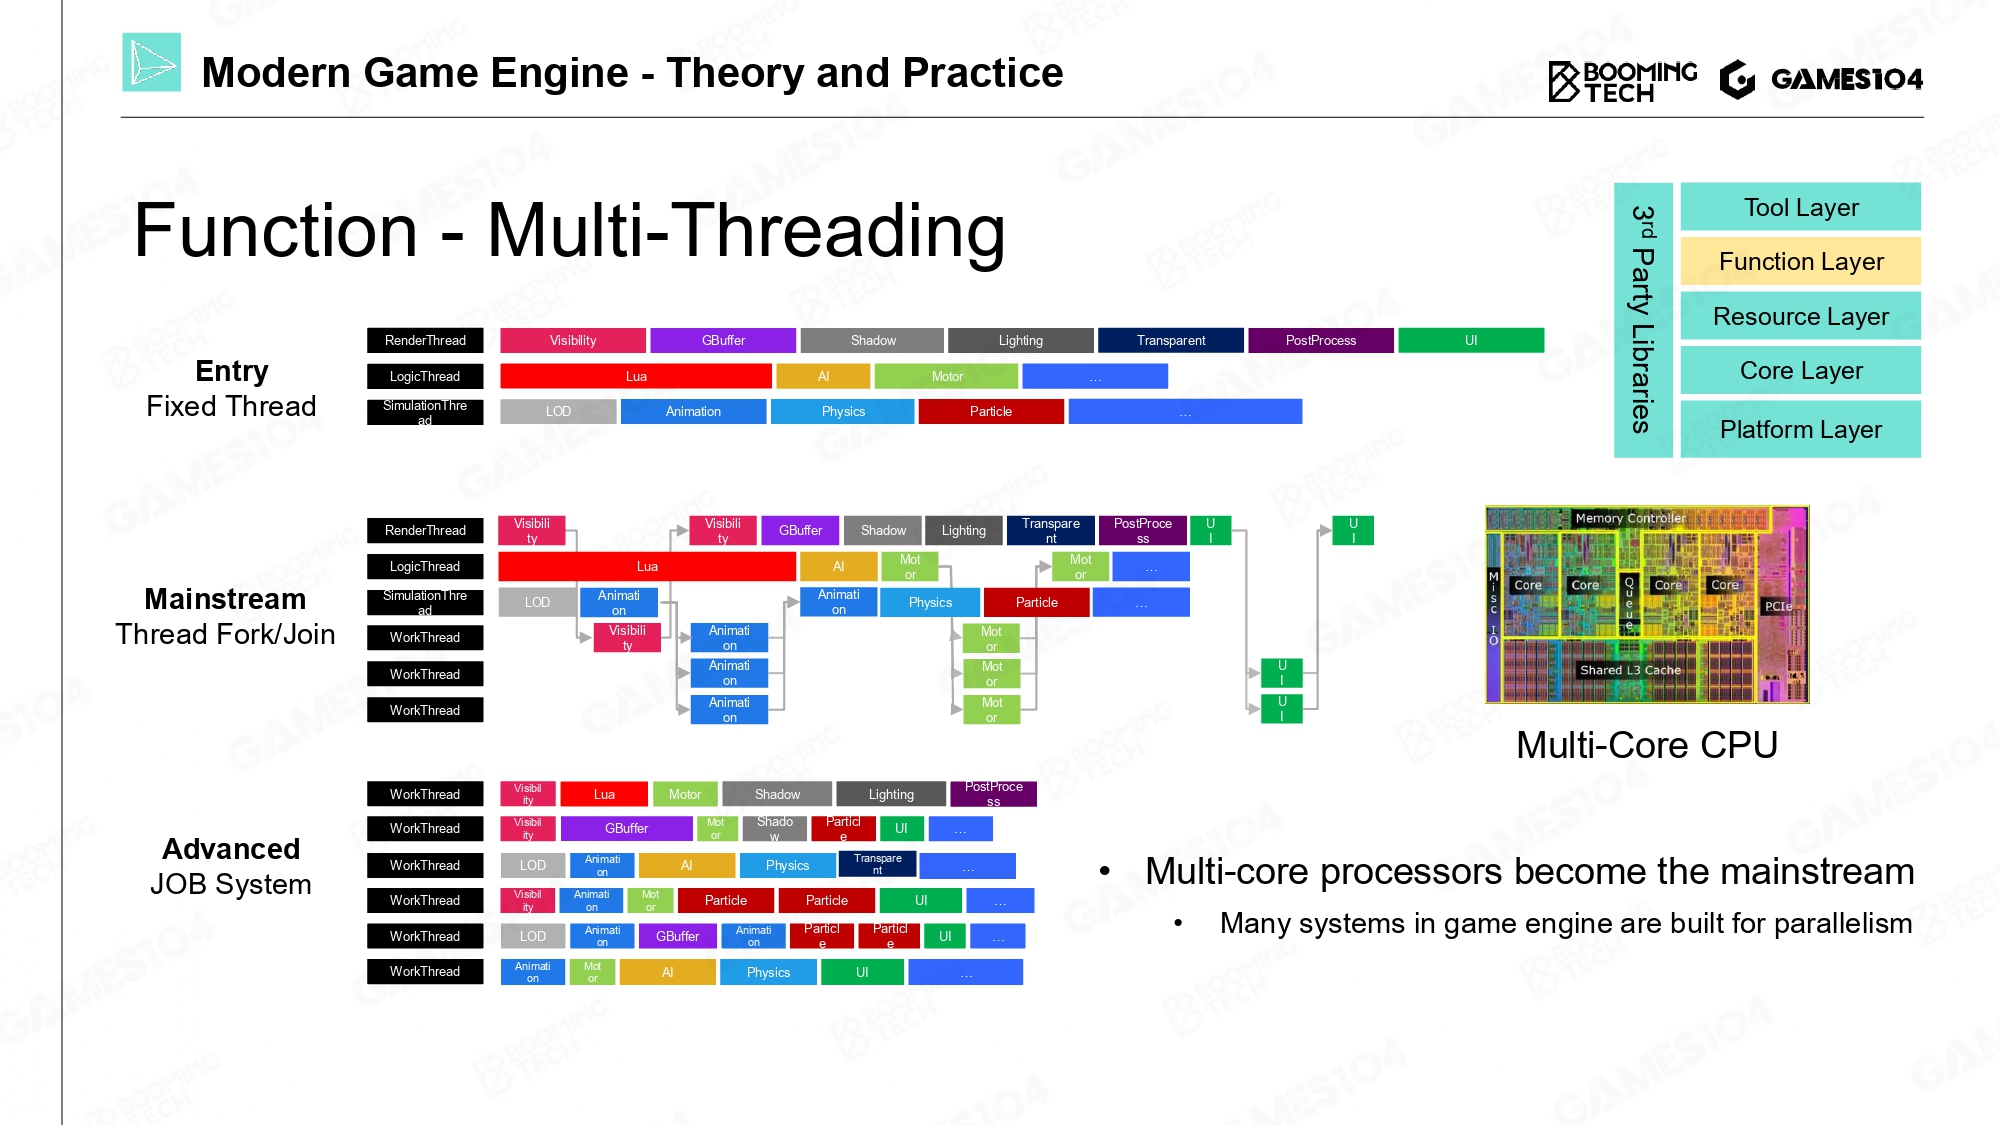 Modern Game Engine - Theory and Practice
BOOMING TECH
GAMES104
Function - Multi-Threading
3rd Party Libraries
Tool Layer
Function Layer
Resource Layer
Core Layer
Platform Layer
Entry
Fixed Thread
RenderThread Visibility GBuffer Shadow Lighting Transparent PostProcess UI
LogicThread Lua AI Motor ...
SimulationThread LOD Animation Physics Particle ...
Mainstream
Thread Fork/Join
RenderThread Visibility Visibility GBuffer Shadow Lighting Transparent PostProcess UI UI
LogicThread Lua AI Motor Motor ...
SimulationThread LOD Animation Animation Physics Particle ...
WorkThread Visibility Animation Motor
WorkThread Animation Motor UI
WorkThread Animation Motor UI
Memory Controller
Misc IO
Core Core Queue Core Core
PCIe
Shared L3 Cache
Multi-Core CPU
Advanced
JOB System
WorkThread Visibility Lua Motor Shadow Lighting PostProcess
WorkThread Visibility GBuffer Motor Shadow Particle UI ...
WorkThread LOD Animation AI Physics Transparent ...
WorkThread Visibility Animation Motor Particle Particle UI ...
WorkThread LOD Animation GBuffer Animation Particle Particle UI ...
WorkThread Animation Motor AI Physics UI ...
• Multi-core processors become the mainstream
• Many systems in game engine are built for parallelism